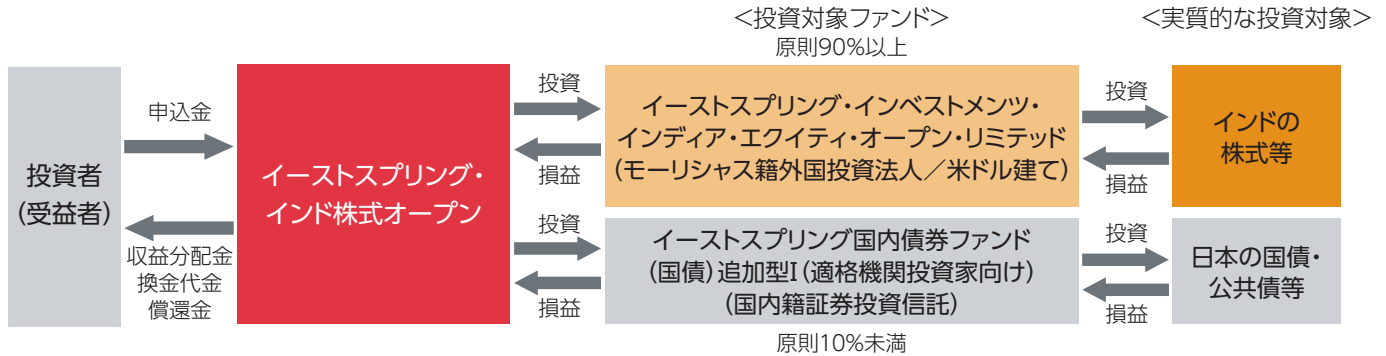 <投資対象ファンド>
原則90%以上
<実質的な投資対象>
投資者
(受益者)
申込金
収益分配金
換金代金
償還金
イーストスプリング・
インド株式オープン
投資
損益
イーストスプリング・インベストメンツ・
インディア・エクイティ・オープン・リミテッド
(モーリシャス籍外国投資法人/米ドル建て)
投資
損益
インドの
株式等
投資
損益
イーストスプリング国内債券ファンド
(国債)追加型I(適格機関投資家向け)
(国内籍証券投資信託)
投資
損益
日本の国債・
公共債等
原則10%未満